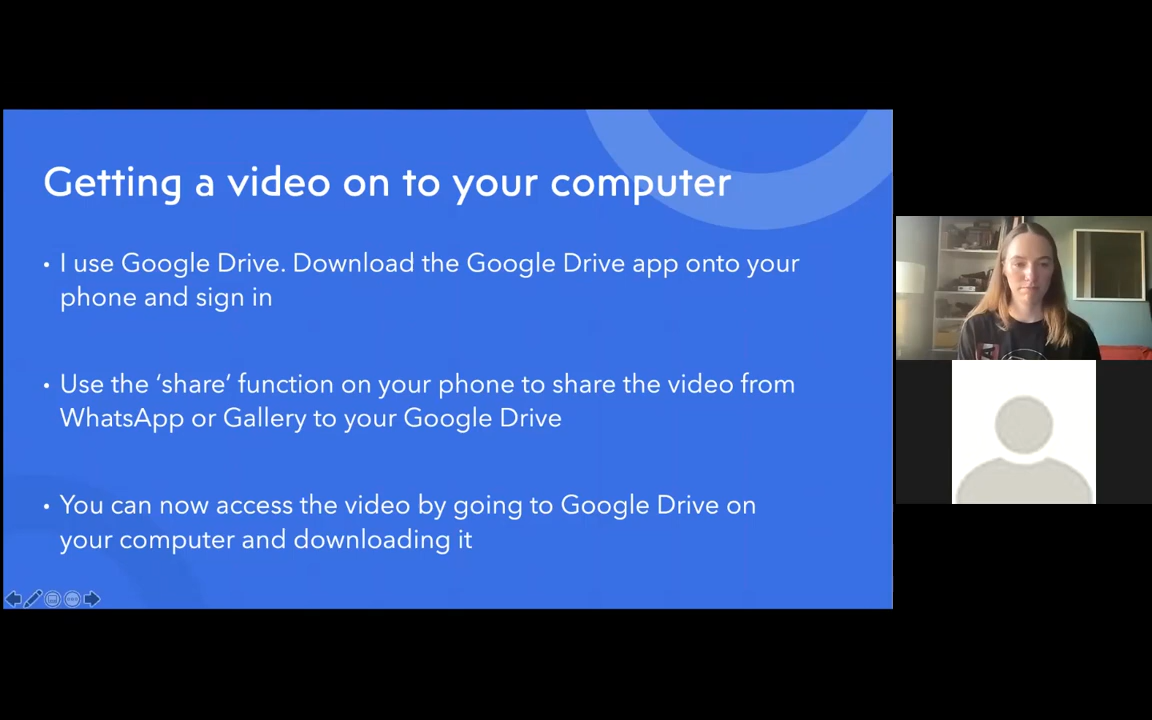 Getting a video on to your computer
• I use Google Drive. Download the Google Drive app onto your
phone and sign in
• Use the ‘share’ function on your phone to share the video from
WhatsApp or Gallery to your Google Drive
• You can now access the video by going to Google Drive on
your computer and downloading it